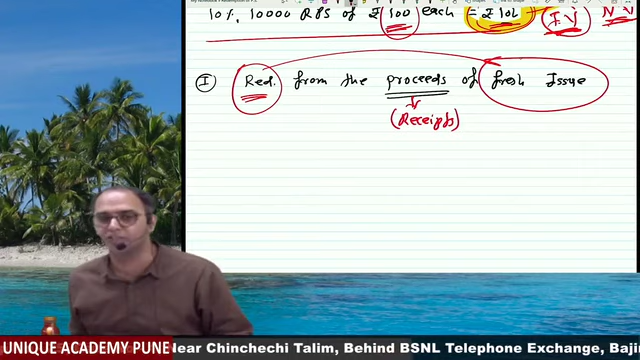 10%, 10000 RPS of ₹ 100 each = ₹ 102 I V N V
I Red. from the proceeds of fresh Issue
(Receipts)
UNIQUE ACADEMY PUNE Near Chinchechi Talim, Behind BSNL Telephone Exchange, Baji